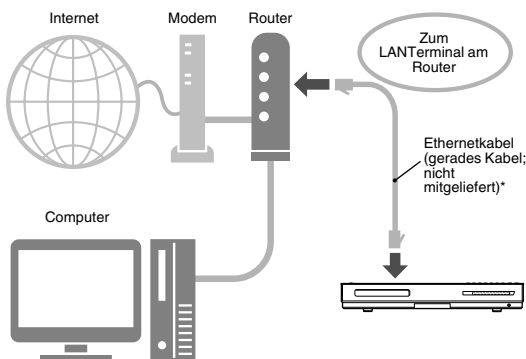 Internet
Modem
Router
Zum
LANTerminal am
Router
Ethernetkabel
(gerades Kabel;
nicht
mitgeliefert)*
Computer